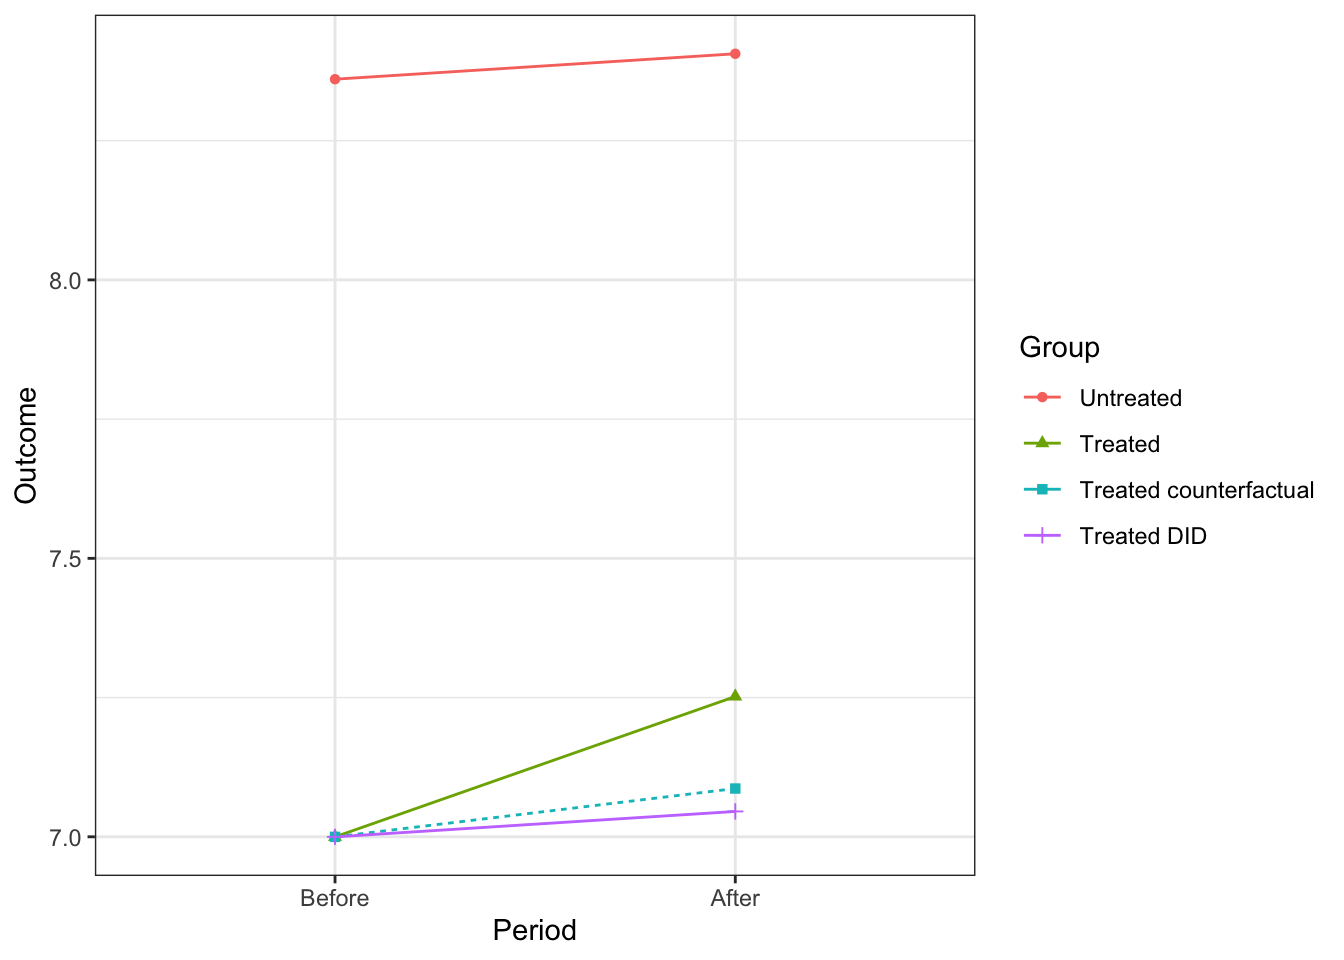 Outcome
8.0
7.5
7.0
Before
After
Period
Group
Untreated
Treated
Treated counterfactual
Treated DID